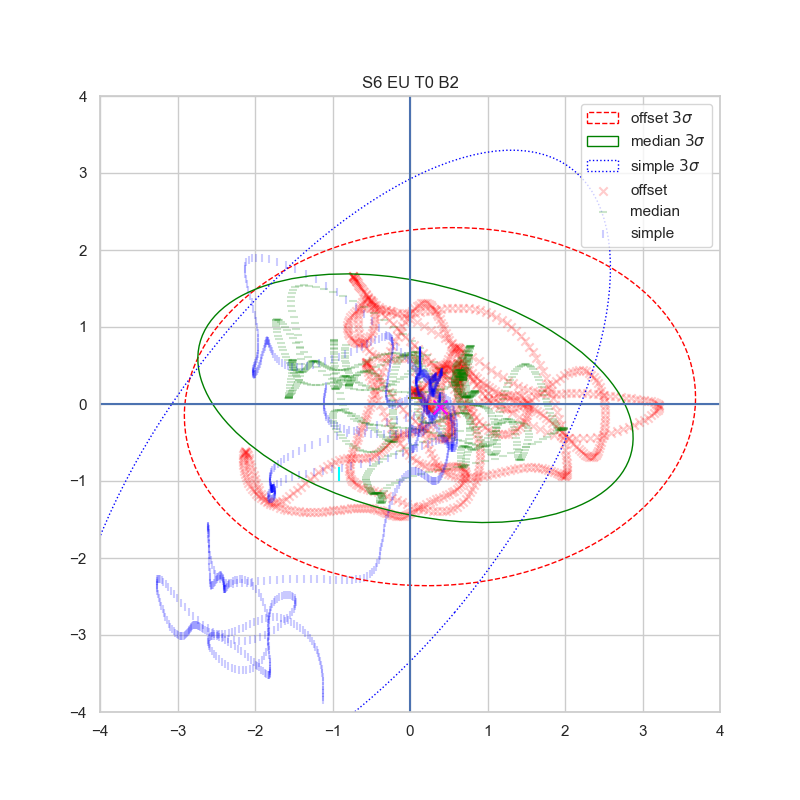 S6 EU T0 B2
offset 3σ
median 3σ
simple 3σ
offset
median
simple
4
3
2
1
0
−1
−2
−3
−4
−4 −3 −2 −1 0 1 2 3 4